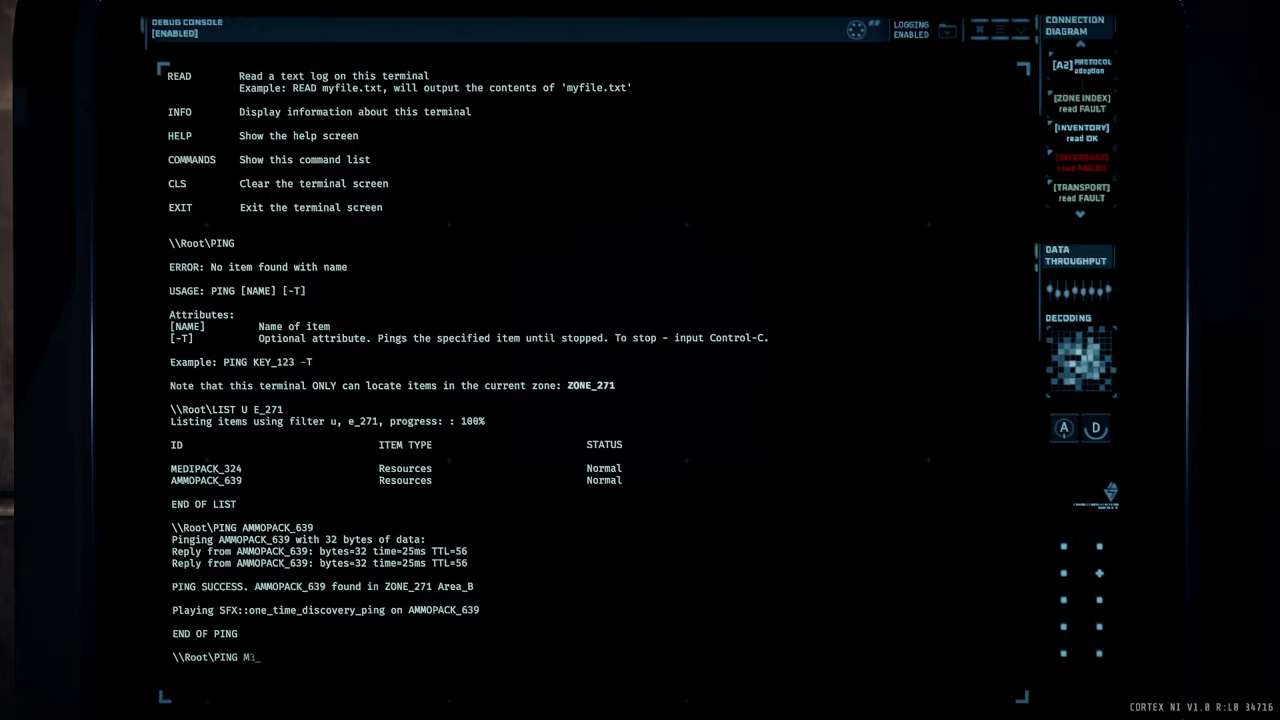 DEBUG CONSOLE
[ENABLED]
LOGGING
ENABLED
READ Read a text log on this terminal
Example: READ myfile.txt, will output the contents of 'myfile.txt'
INFO Display information about this terminal
HELP Show the help screen
COMMANDS Show this command list
CLS Clear the terminal screen
EXIT Exit the terminal screen
\\Root\PING
ERROR: No item found with name
USAGE: PING [NAME] [-T]
Attributes:
[NAME] Name of item
[-T] Optional attribute. Pings the specified item until stopped. To stop - input Control-C.
Example: PING KEY_123 -T
Note that this terminal ONLY can locate items in the current zone: ZONE_271
\\Root\LIST U E_271
Listing items using filter u, e_271, progress: : 100%
ID ITEM TYPE STATUS
MEDIPACK_324 Resources Normal
AMMOPACK_639 Resources Normal
END OF LIST
\\Root\PING AMMOPACK_639
Pinging AMMOPACK_639 with 32 bytes of data:
Reply from AMMOPACK_639: bytes=32 time=25ms TTL=56
Reply from AMMOPACK_639: bytes=32 time=25ms TTL=56
PING SUCCESS. AMMOPACK_639 found in ZONE_271 Area_B
Playing SFX::one_time_discovery_ping on AMMOPACK_639
END OF PING
\\Root\PING M3_
CONNECTION
DIAGRAM
[A2] PROTOCOL
adaption
[ZONE INDEX]
read FAULT
[INVENTORY]
read OK
read FAILED
[TRANSPORT]
read FAULT
DATA
THROUGHPUT
DECODING
A D
CORTEX NI V1.0 R:L0 34716